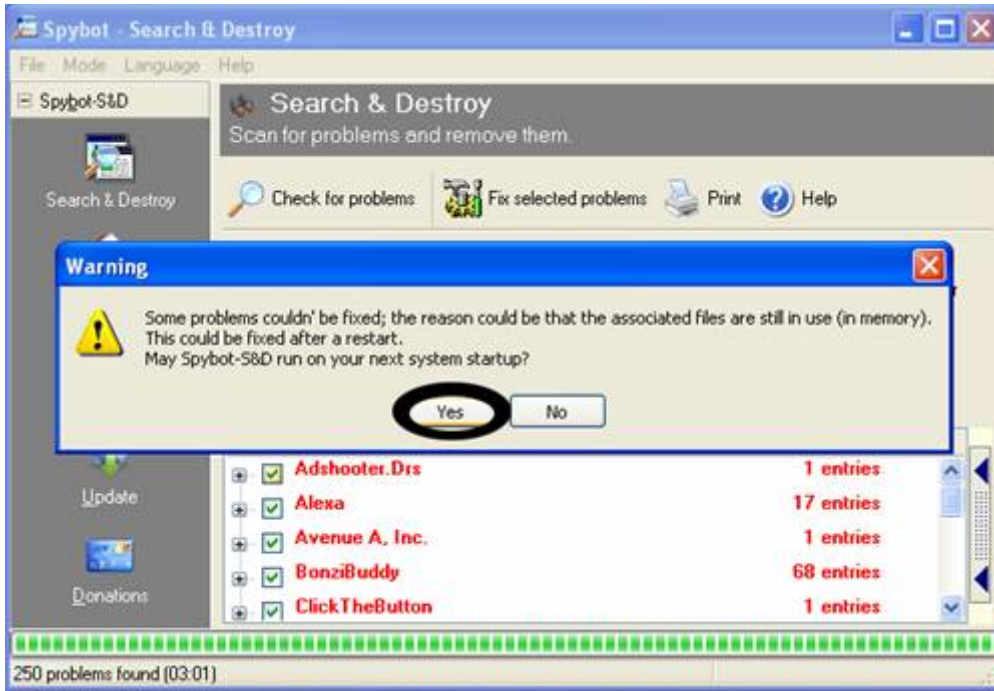 Spybot - Search & Destroy
File Mode Language Help
Spybot-S&D
Search & Destroy
Scan for problems and remove them.
Search & Destroy
Check for problems
Fix selected problems
Print
Help
Warning
Some problems couldn' be fixed; the reason could be that the associated files are still in use (in memory).
This could be fixed after a restart.
May Spybot-S&D run on your next system startup?
Yes
No
Adshooter.Drs 1 entries
Alexa 17 entries
Avenue A, Inc. 1 entries
BonziBuddy 68 entries
ClickTheButton 1 entries
Update
Donations
250 problems found (03:01)